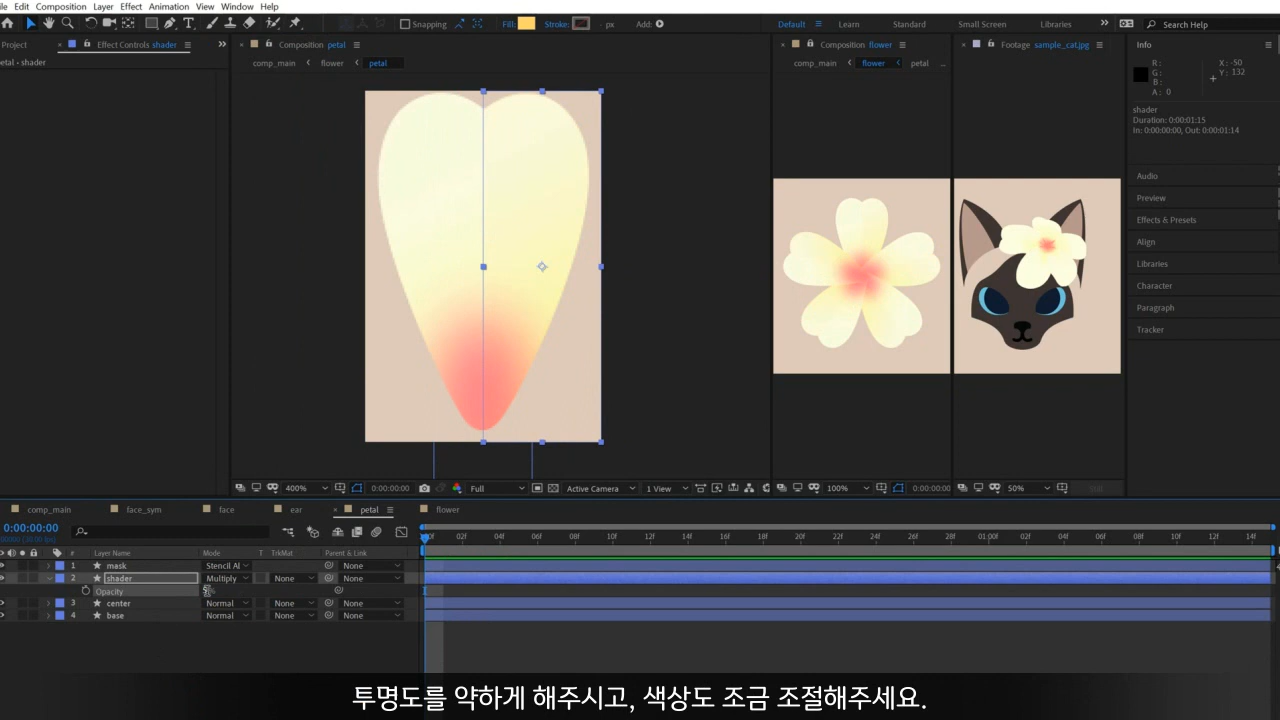 ile Edit Composition Layer Effect Animation View Window Help
Snapping Fill: Stroke: - px Add: Default Learn Standard Small Screen Libraries Search Help
Project Effect Controls shader
etal • shader
Composition petal
comp_main flower petal
Composition flower
comp_main flower petal ...
Footage sample_cat.jpg
Info
R :
G :
B :
A : 0
X : -50
Y : 132
shader
Duration: 0:00:01:15
In: 0:00:00:00, Out: 0:00:01:14
Audio
Preview
Effects & Presets
Align
Libraries
Character
Paragraph
Tracker
400% 0:00:00:00 Full Active Camera 1 View 100% 0:00:00:00 50%
comp_main face_sym face ear petal flower
0:00:00:00
02f 04f 06f 08f 10f 12f 14f 16f 18f 20f 22f 24f 26f 28f 01:00f 02f 04f 06f 08f 10f 12f 14f
# Layer Name Mode T TrkMat Parent & Link
1 mask Stencil Al None
2 shader Multiply None None
Opacity
3 center Normal None None
4 base Normal None None
투명도를 약하게 해주시고, 색상도 조금 조절해주세요.